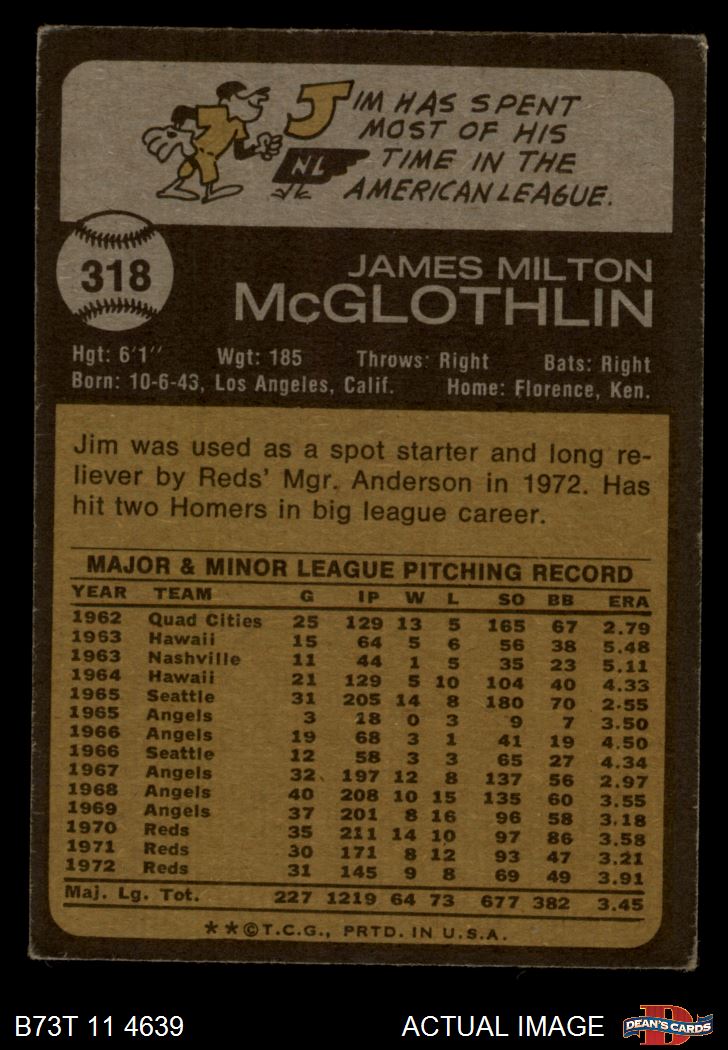 JIM HAS SPENT
MOST OF HIS
TIME IN THE
AMERICAN LEAGUE.
NL
318
JAMES MILTON
McGLOTHLIN
Hgt: 6'1" Wgt: 185 Throws: Right Bats: Right
Born: 10-6-43, Los Angeles, Calif. Home: Florence, Ken.
Jim was used as a spot starter and long re-
liever by Reds' Mgr. Anderson in 1972. Has
hit two Homers in big league career.
MAJOR & MINOR LEAGUE PITCHING RECORD
YEAR TEAM G IP W L SO BB ERA
1962 Quad Cities 25 129 13 5 165 67 2.79
1963 Hawaii 15 64 5 6 56 38 5.48
1963 Nashville 11 44 1 5 35 23 5.11
1964 Hawaii 21 129 5 10 104 40 4.33
1965 Seattle 31 205 14 8 180 70 2.55
1965 Angels 3 18 0 3 9 7 3.50
1966 Angels 19 68 3 1 41 19 4.50
1966 Seattle 12 58 3 3 65 27 4.34
1967 Angels 32 197 12 8 137 56 2.97
1968 Angels 40 208 10 15 135 60 3.55
1969 Angels 37 201 8 16 96 58 3.18
1970 Reds 35 211 14 10 97 86 3.58
1971 Reds 30 171 8 12 93 47 3.21
1972 Reds 31 145 9 8 69 49 3.91
Maj. Lg. Tot. 227 1219 64 73 677 382 3.45
**©T.C.G., PRTD. IN U.S.A.
B73T 11 4639 ACTUAL IMAGE
D
DEAN'S CARDS